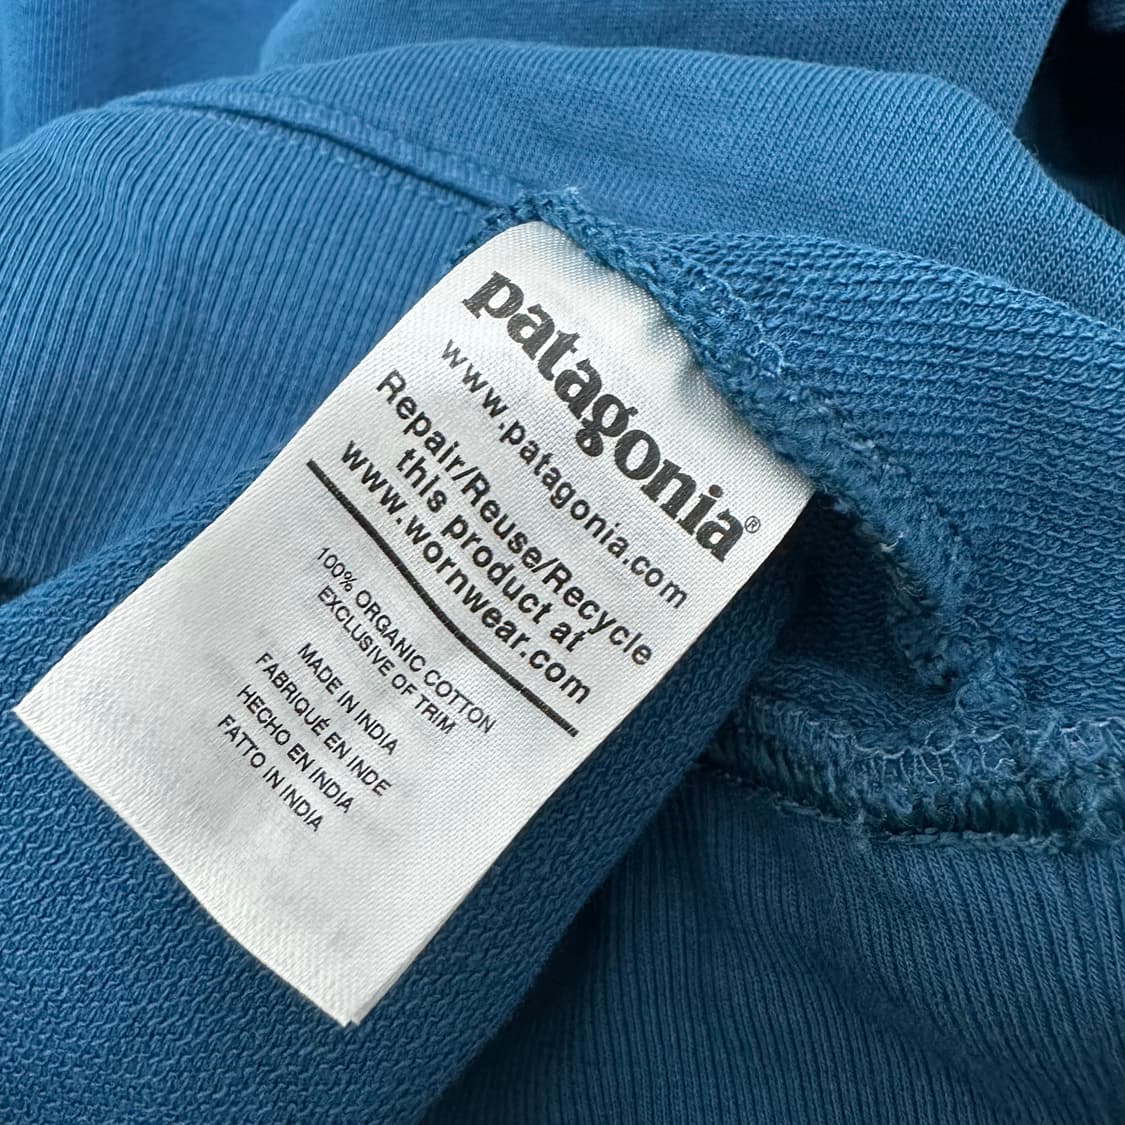 patagonia®
www.patagonia.com
Repair/Reuse/Recycle
this product at
www.wornwear.com
100% ORGANIC COTTON
EXCLUSIVE OF TRIM
MADE IN INDIA
FABRIQUÉ EN INDE
HECHO EN INDIA
FATTO IN INDIA